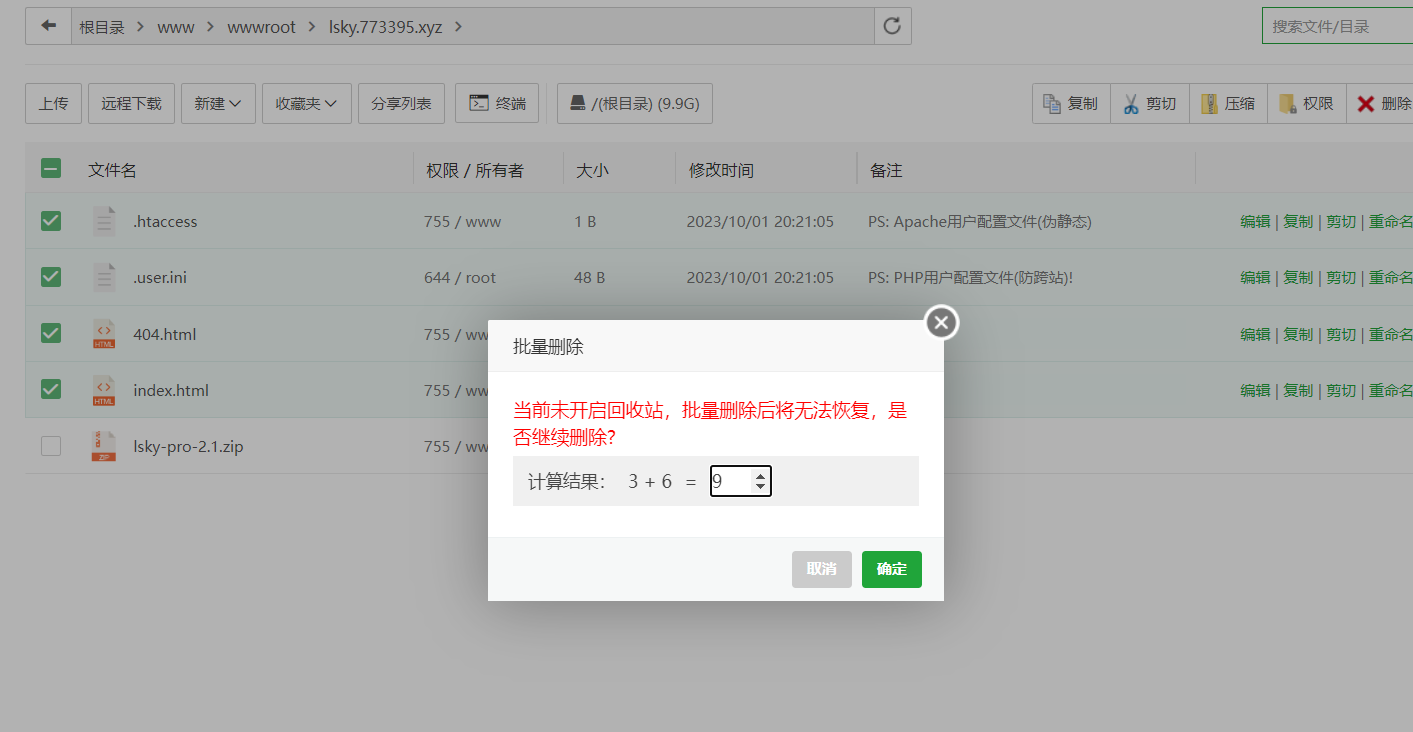 根目录 > www > wwwroot > lsky.773395.xyz >
搜索文件/目录
上传 远程下载 新建 收藏夹 分享列表 终端 /(根目录) (9.9G) 复制 剪切 压缩 权限 删除
文件名 权限 / 所有者 大小 修改时间 备注
.htaccess 755 / www 1 B 2023/10/01 20:21:05 PS: Apache用户配置文件(伪静态) 编辑 | 复制 | 剪切 | 重命名
.user.ini 644 / root 48 B 2023/10/01 20:21:05 PS: PHP用户配置文件(防跨站)! 编辑 | 复制 | 剪切 | 重命名
404.html 755 / ww 编辑 | 复制 | 剪切 | 重命名
HTML
index.html 755 / ww 编辑 | 复制 | 剪切 | 重命名
HTML
lsky-pro-2.1.zip 755 / ww
ZIP
批量删除
当前未开启回收站，批量删除后将无法恢复，是
否继续删除?
计算结果： 3 + 6 = 9
取消 确定